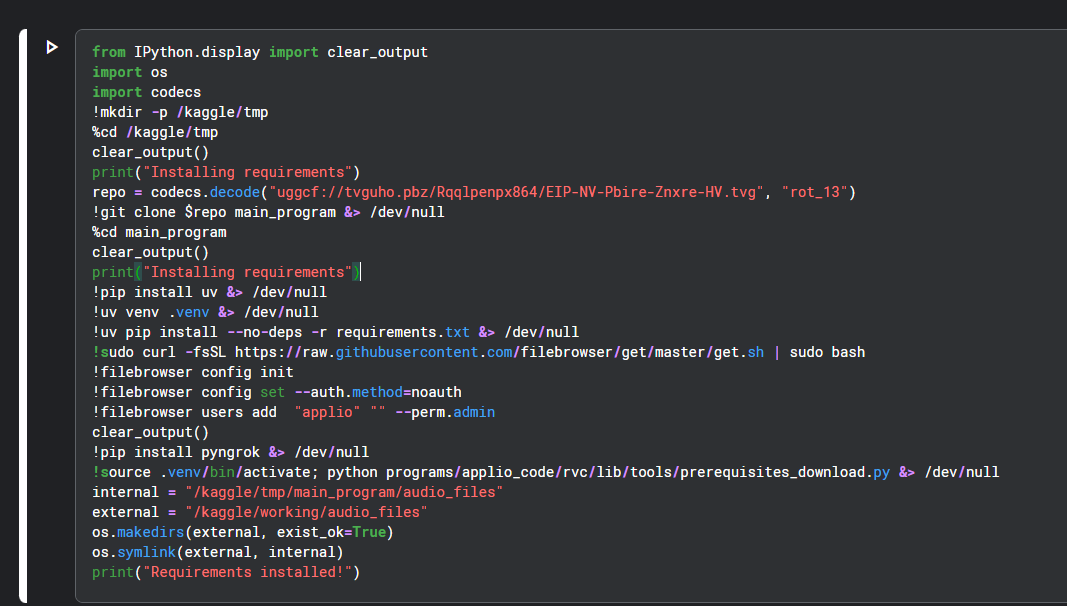 from IPython.display import clear_output
import os
import codecs
!mkdir -p /kaggle/tmp
%cd /kaggle/tmp
clear_output()
print("Installing requirements")
repo = codecs.decode("uggcf://tvguho.pbz/Rqqlpenpx864/EIP-NV-Pbire-Znxre-HV.tvg", "rot_13")
!git clone $repo main_program &> /dev/null
%cd main_program
clear_output()
print("Installing requirements")
!pip install uv &> /dev/null
!uv venv .venv &> /dev/null
!uv pip install --no-deps -r requirements.txt &> /dev/null
!sudo curl -fsSL https://raw.githubusercontent.com/filebrowser/get/master/get.sh | sudo bash
!filebrowser config init
!filebrowser config set --auth.method=noauth
!filebrowser users add  "applio" "" --perm.admin
clear_output()
!pip install pyngrok &> /dev/null
!source .venv/bin/activate; python programs/applio_code/rvc/lib/tools/prerequisites_download.py &> /dev/null
internal = "/kaggle/tmp/main_program/audio_files"
external = "/kaggle/working/audio_files"
os.makedirs(external, exist_ok=True)
os.symlink(external, internal)
print("Requirements installed!")